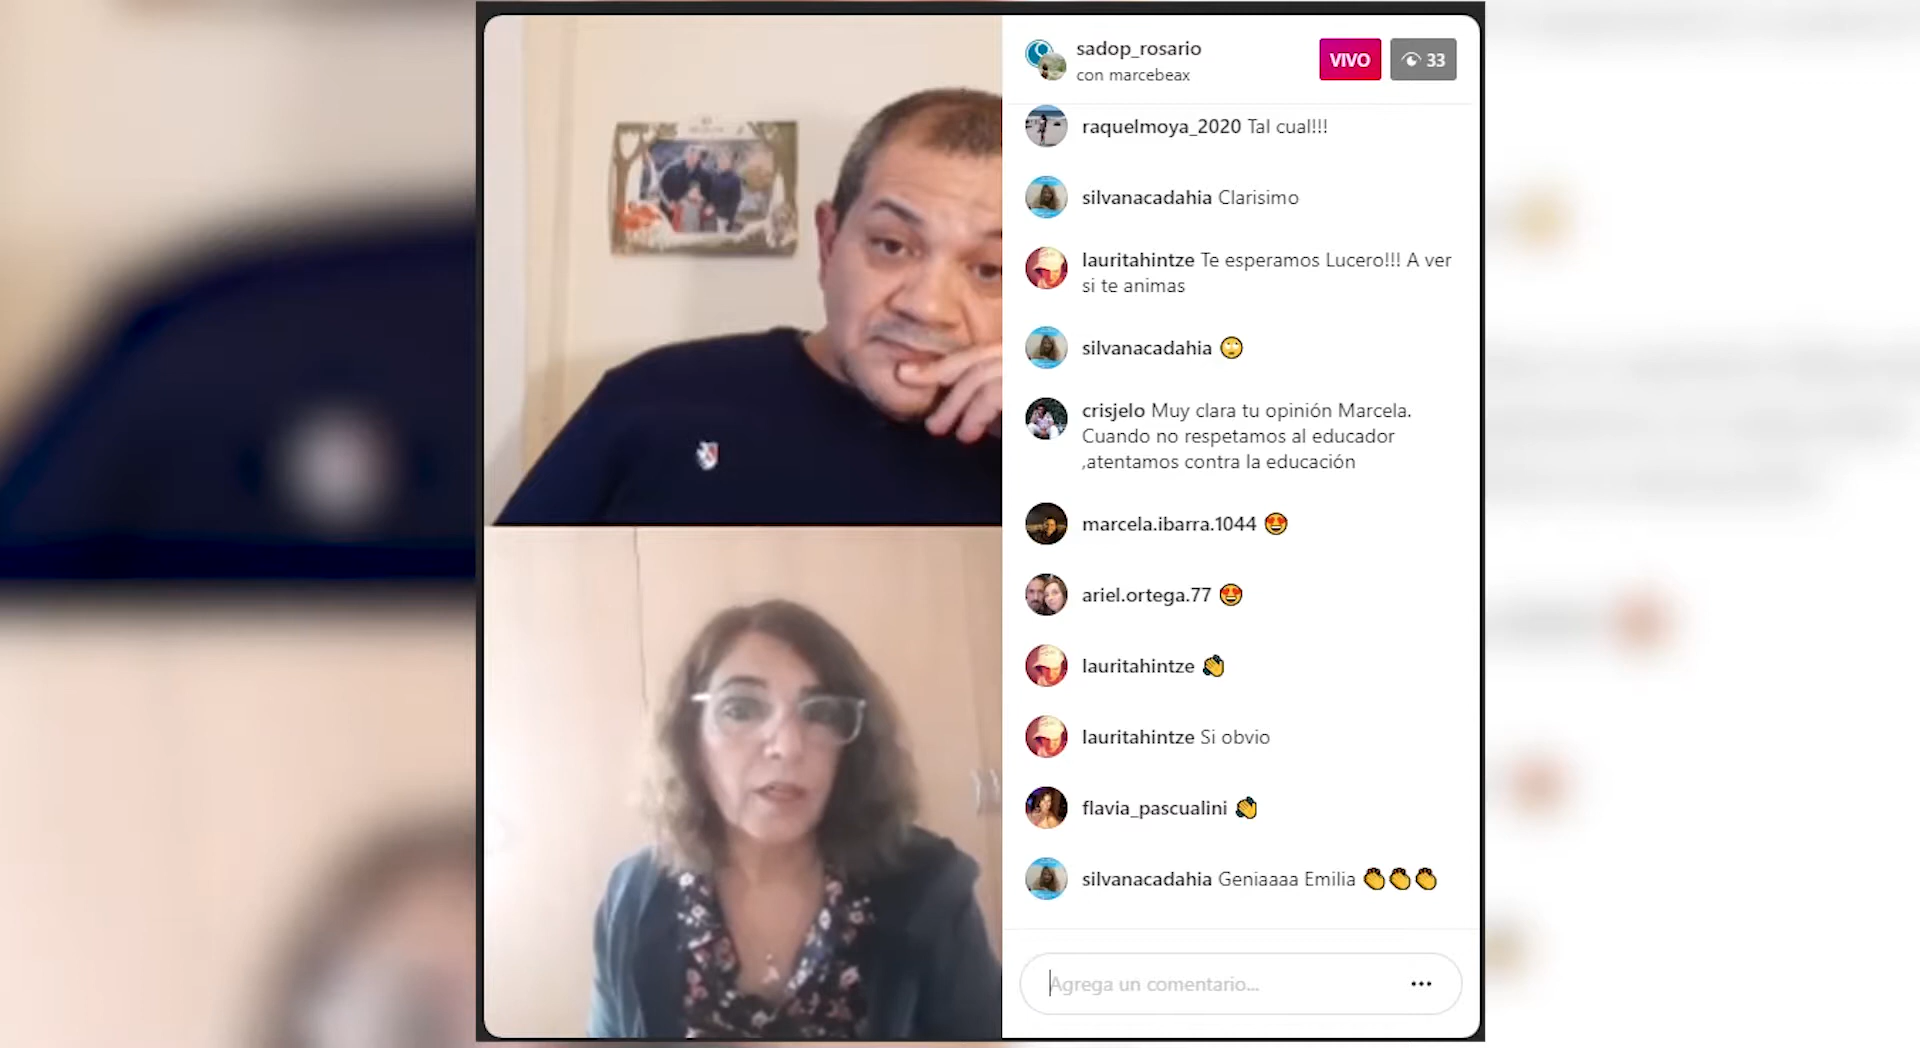 sadop_rosario
con marcebeax
VIVO
33
raquelmoya_2020 Tal cual!!!
silvanacadahia Clarisimo
lauritahintze Te esperamos Lucero!!! A ver
si te animas
silvanacadahia 🙄
crisjelo Muy clara tu opinión Marcela.
Cuando no respetamos al educador
,atentamos contra la educación
marcela.ibarra.1044 😍
ariel.ortega.77 😍
lauritahintze 👏
lauritahintze Si obvio
flavia_pascualini 👏
silvanacadahia Geniaaaa Emilia 👏👏👏
Agrega un comentario...